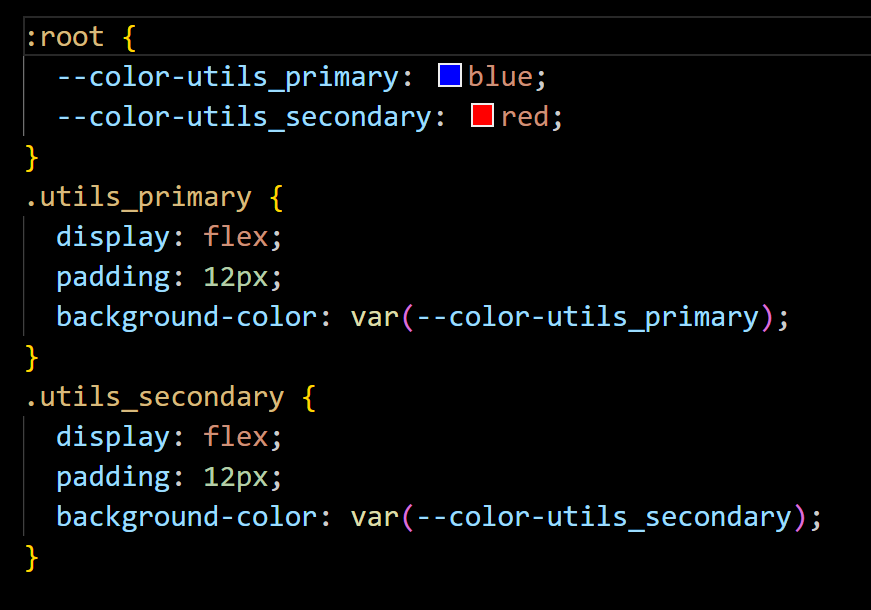 :root {
  --color-utils_primary: blue;
  --color-utils_secondary: red;
}
.utils_primary {
  display: flex;
  padding: 12px;
  background-color: var(--color-utils_primary);
}
.utils_secondary {
  display: flex;
  padding: 12px;
  background-color: var(--color-utils_secondary);
}